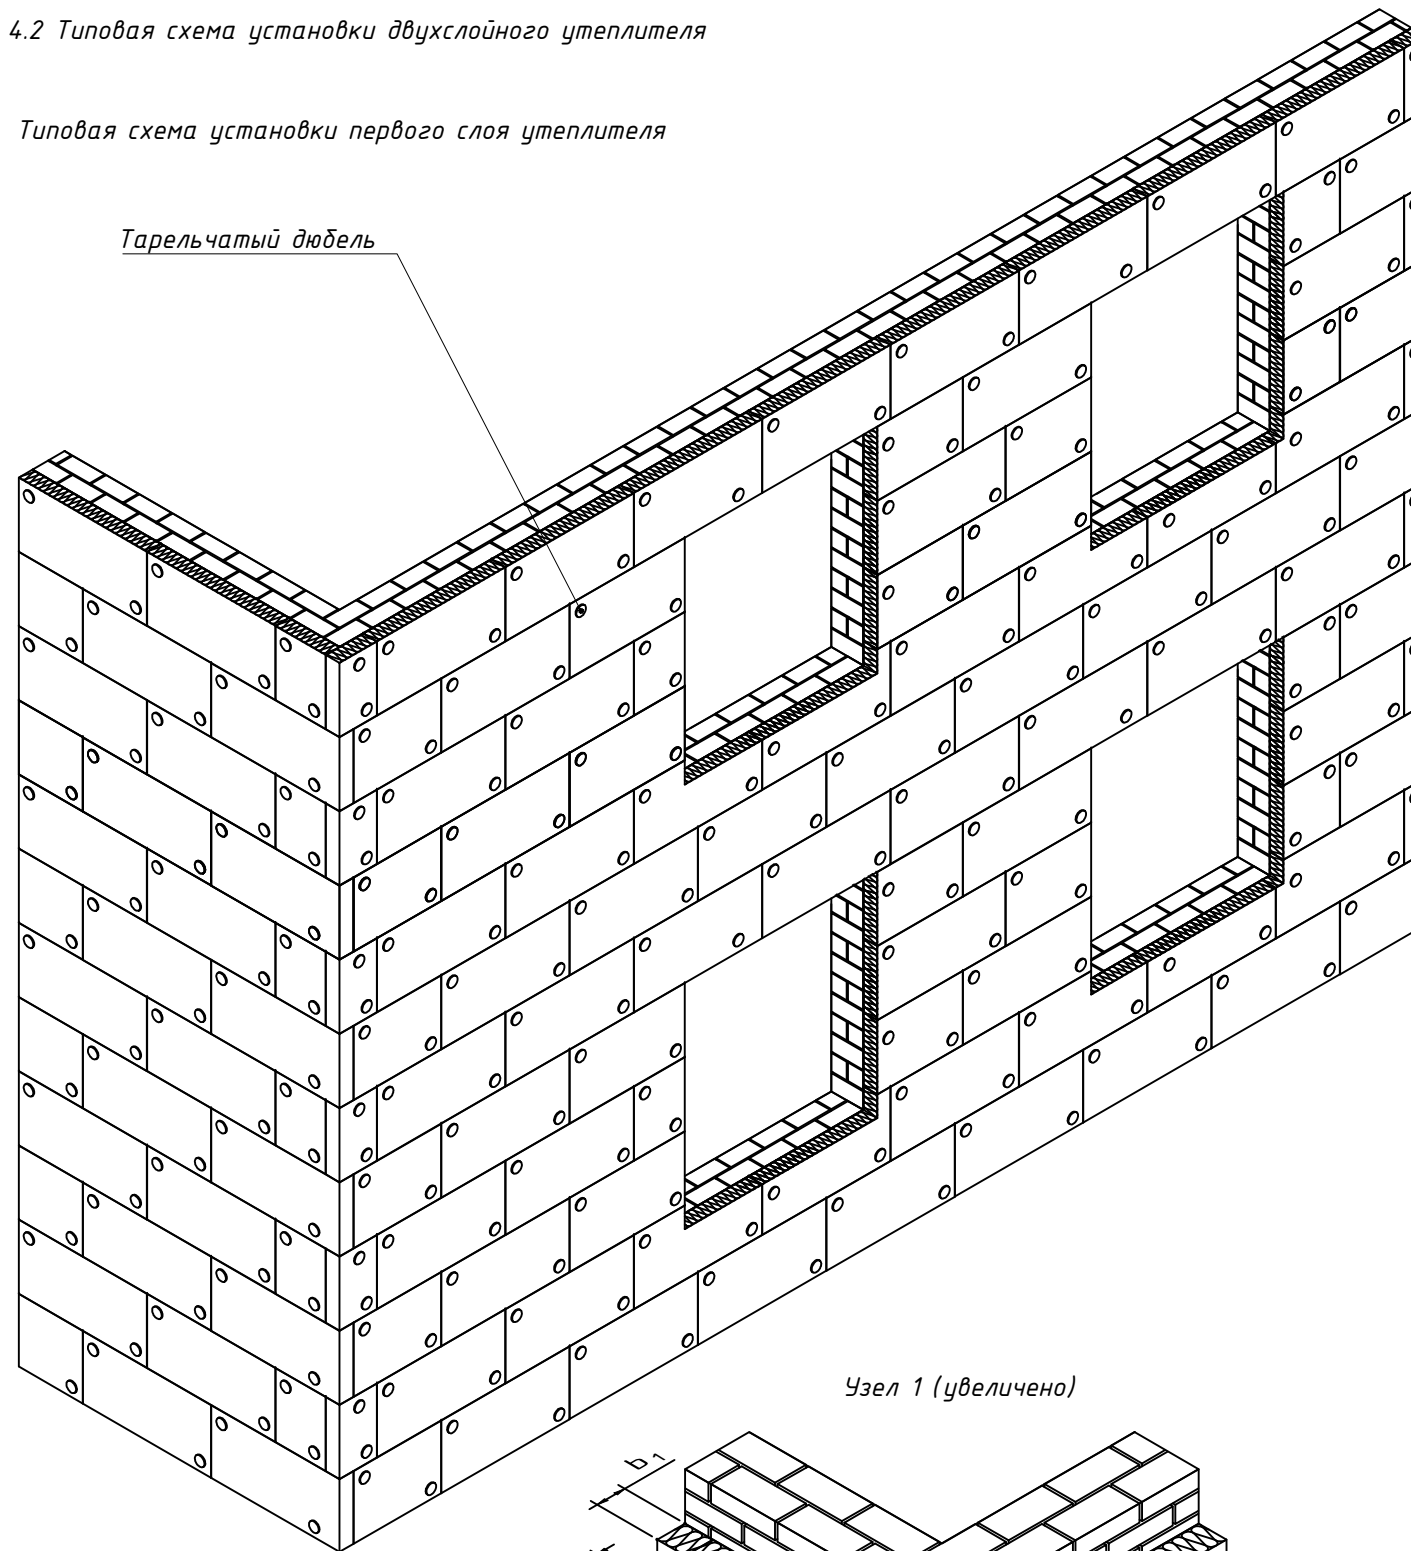 4.2 Типовая схема установки двухслойного утеплителя
Типовая схема установки первого слоя утеплителя
Тарельчатый дюбель
Узел 1 (увеличено)
b₁